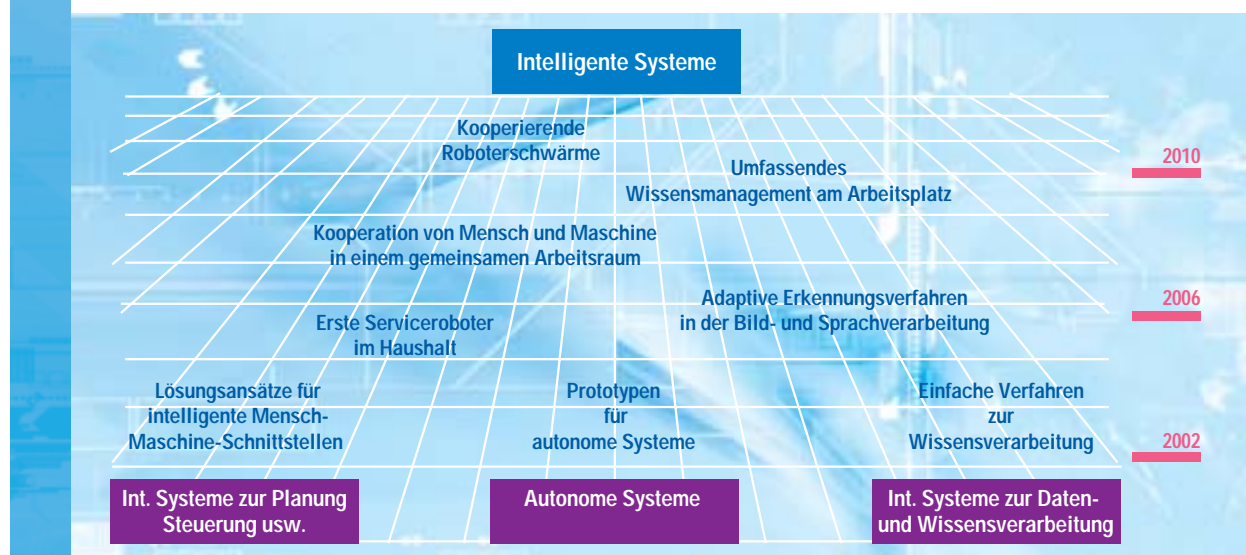 Intelligente Systeme
Kooperierende
Roboterschwärme
2010
Umfassendes
Wissensmanagement am Arbeitsplatz
Kooperation von Mensch und Maschine
in einem gemeinsamen Arbeitsraum
2006
Adaptive Erkennungsverfahren
in der Bild- und Sprachverarbeitung
Erste Serviceroboter
im Haushalt
Lösungsansätze für
intelligente Mensch-
Maschine-Schnittstellen
Prototypen
für
autonome Systeme
Einfache Verfahren
zur
Wissensverarbeitung
2002
Int. Systeme zur Planung
Steuerung usw.
Autonome Systeme
Int. Systeme zur Daten-
und Wissensverarbeitung